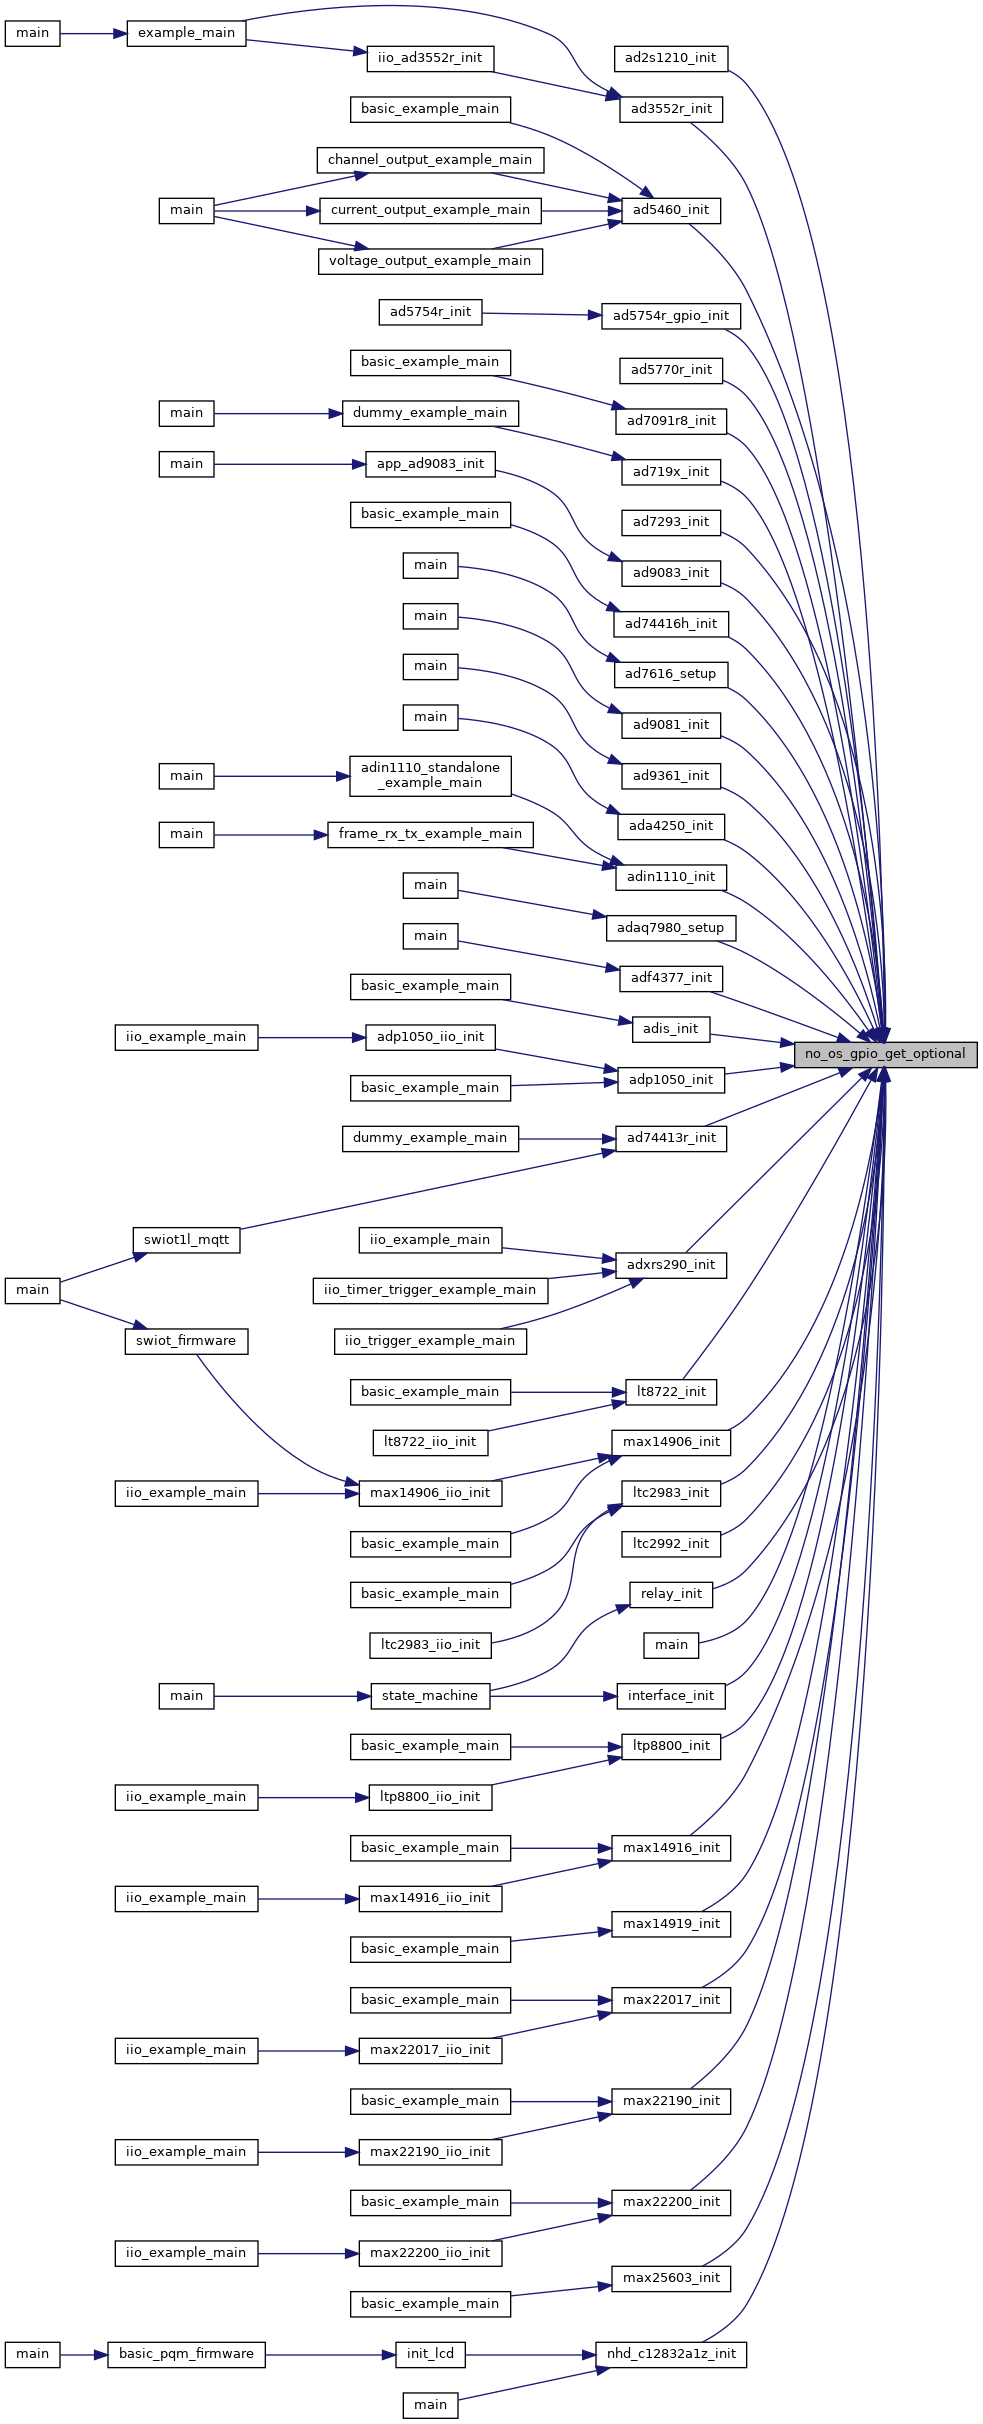 main
example_main
iio_ad3552r_init
ad2s1210_init
ad3552r_init
basic_example_main
channel_output_example_main
main
current_output_example_main
ad5460_init
voltage_output_example_main
ad5754r_init
ad5754r_gpio_init
basic_example_main
ad5770r_init
main
dummy_example_main
ad7091r8_init
main
app_ad9083_init
ad719x_init
basic_example_main
ad7293_init
main
ad9083_init
main
ad74416h_init
main
ad7616_setup
main
ad9081_init
main
adin1110_standalone
_example_main
ad9361_init
main
frame_rx_tx_example_main
ada4250_init
main
adin1110_init
main
adaq7980_setup
basic_example_main
adf4377_init
iio_example_main
adp1050_iio_init
adis_init
no_os_gpio_get_optional
basic_example_main
adp1050_init
dummy_example_main
ad74413r_init
swiot1l_mqtt
iio_example_main
main
iio_timer_trigger_example_main
adxrs290_init
swiot_firmware
iio_trigger_example_main
basic_example_main
lt8722_init
lt8722_iio_init
max14906_init
iio_example_main
max14906_iio_init
ltc2983_init
basic_example_main
ltc2992_init
basic_example_main
relay_init
ltc2983_iio_init
main
main
state_machine
interface_init
basic_example_main
ltp8800_init
iio_example_main
ltp8800_iio_init
basic_example_main
max14916_init
iio_example_main
max14916_iio_init
max14919_init
basic_example_main
basic_example_main
max22017_init
iio_example_main
max22017_iio_init
basic_example_main
max22190_init
iio_example_main
max22190_iio_init
basic_example_main
max22200_init
iio_example_main
max22200_iio_init
max25603_init
basic_example_main
main
basic_pqm_firmware
init_lcd
nhd_c12832a1z_init
main